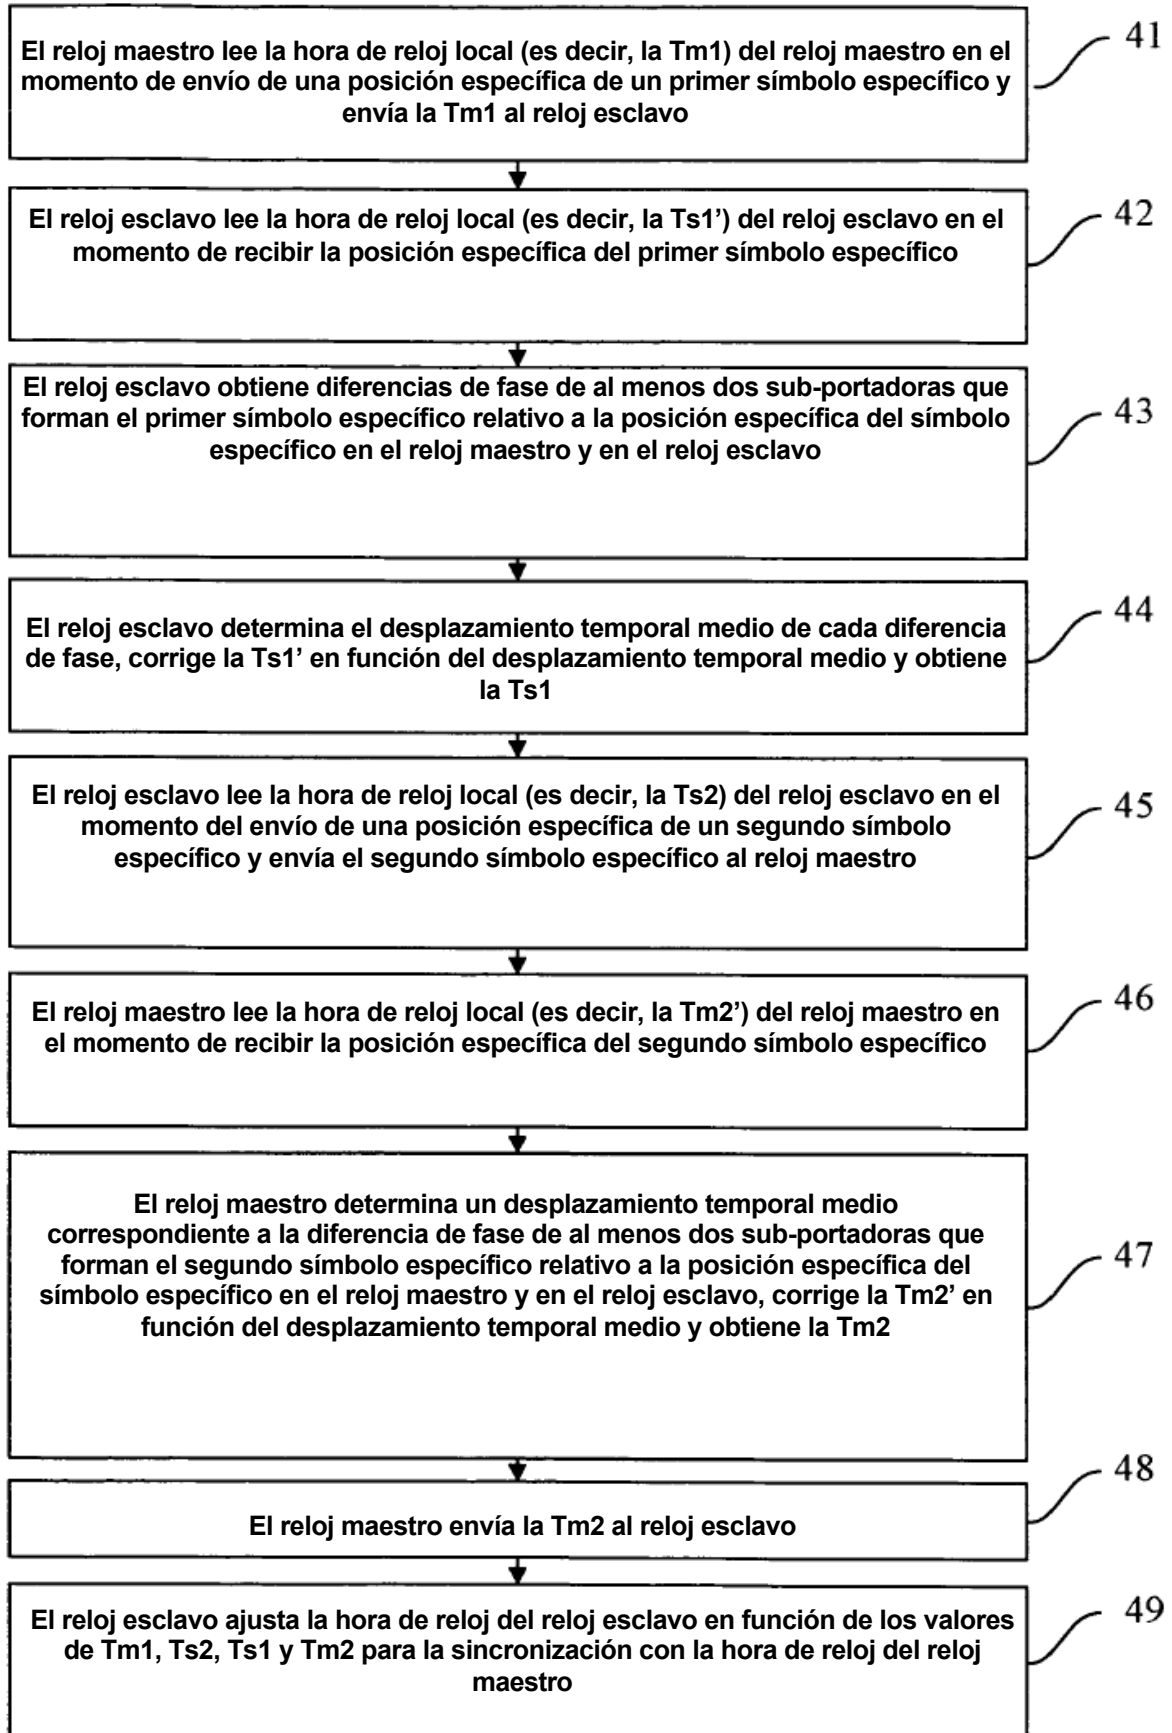 El reloj maestro lee la hora de reloj local (es decir, la Tm1) del reloj maestro en el
momento de envío de una posición específica de un primer símbolo específico y
envía la Tm1 al reloj esclavo
41
El reloj esclavo lee la hora de reloj local (es decir, la Ts1’) del reloj esclavo en el
momento de recibir la posición específica del primer símbolo específico
42
El reloj esclavo obtiene diferencias de fase de al menos dos sub-portadoras que
forman el primer símbolo específico relativo a la posición específica del símbolo
específico en el reloj maestro y en el reloj esclavo
43
El reloj esclavo determina el desplazamiento temporal medio de cada diferencia
de fase, corrige la Ts1’ en función del desplazamiento temporal medio y obtiene
la Ts1
44
El reloj esclavo lee la hora de reloj local (es decir, la Ts2) del reloj esclavo en el
momento del envío de una posición específica de un segundo símbolo
específico y envía el segundo símbolo específico al reloj maestro
45
El reloj maestro lee la hora de reloj local (es decir, la Tm2’) del reloj maestro en
el momento de recibir la posición específica del segundo símbolo específico
46
El reloj maestro determina un desplazamiento temporal medio
correspondiente a la diferencia de fase de al menos dos sub-portadoras que
forman el segundo símbolo específico relativo a la posición específica del
símbolo específico en el reloj maestro y en el reloj esclavo, corrige la Tm2’ en
función del desplazamiento temporal medio y obtiene la Tm2
47
El reloj maestro envía la Tm2 al reloj esclavo
48
El reloj esclavo ajusta la hora de reloj del reloj esclavo en función de los valores
de Tm1, Ts2, Ts1 y Tm2 para la sincronización con la hora de reloj del reloj
maestro
49